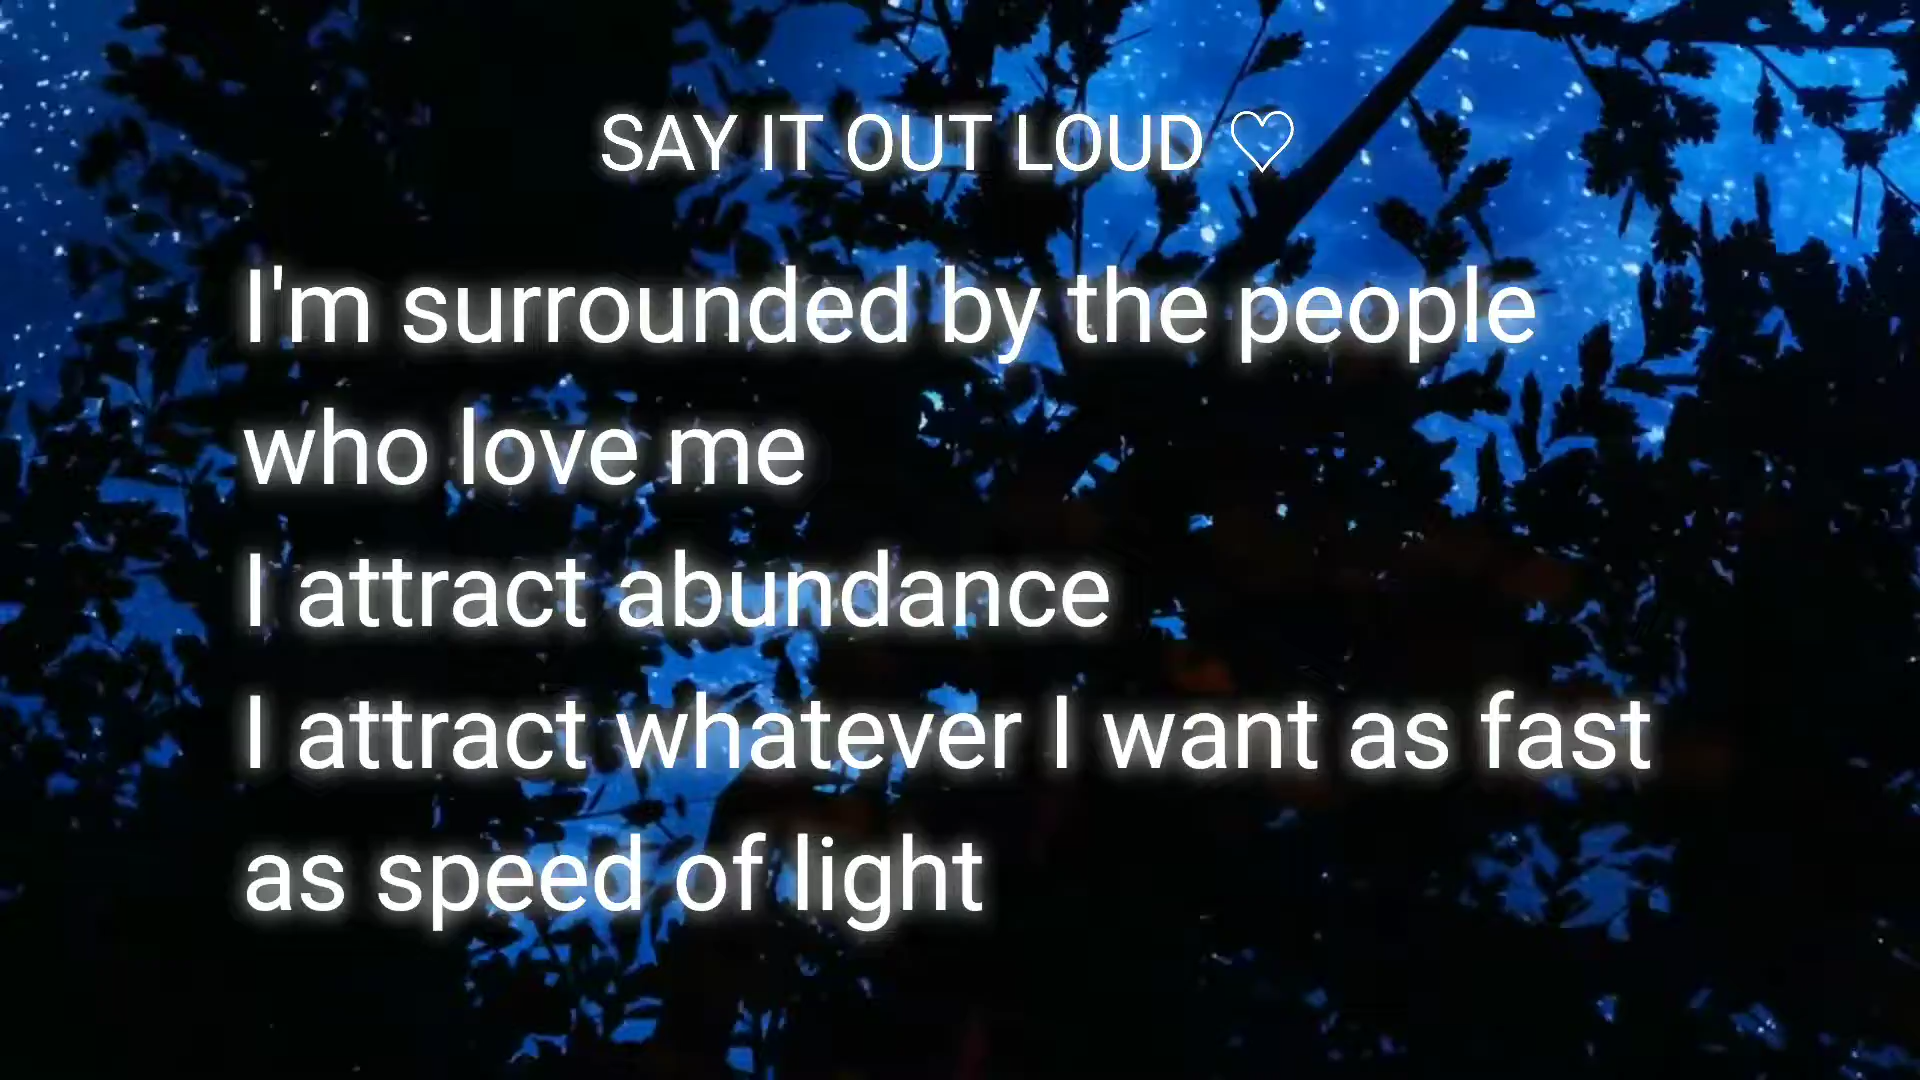 SAY IT OUT LOUD ♡
I'm surrounded by the people
who love me
I attract abundance
I attract whatever I want as fast
as speed of light